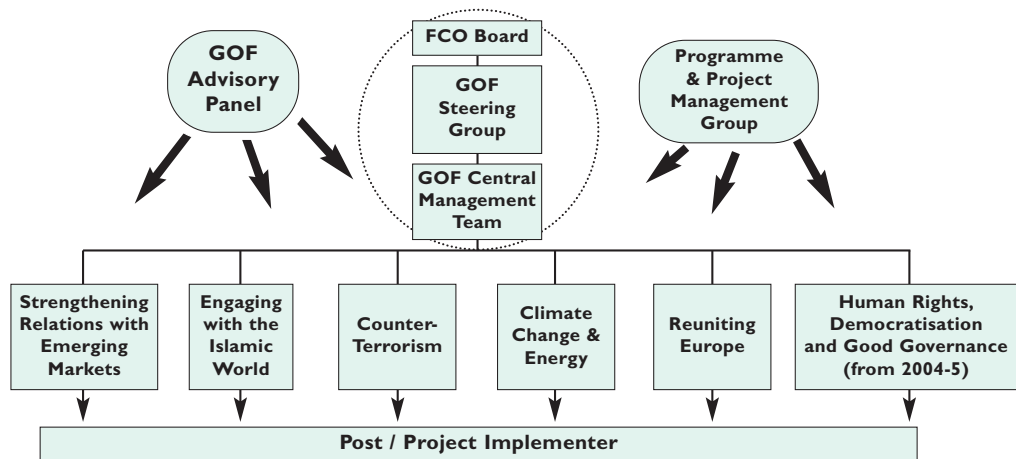 GOF
Advisory
Panel
FCO Board
GOF
Steering
Group
GOF Central
Management
Team
Programme
& Project
Management
Group
Strengthening
Relations with
Emerging
Markets
Engaging
with the
Islamic
World
Counter-
Terrorism
Climate
Change &
Energy
Reuniting
Europe
Human Rights,
Democratisation
and Good Governance
(from 2004-5)
Post / Project Implementer